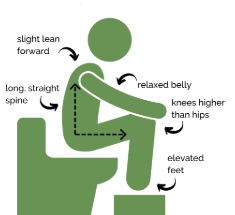 slight lean
forward
long, straight
spine
relaxed belly
knees higher
than hips
elevated
feet